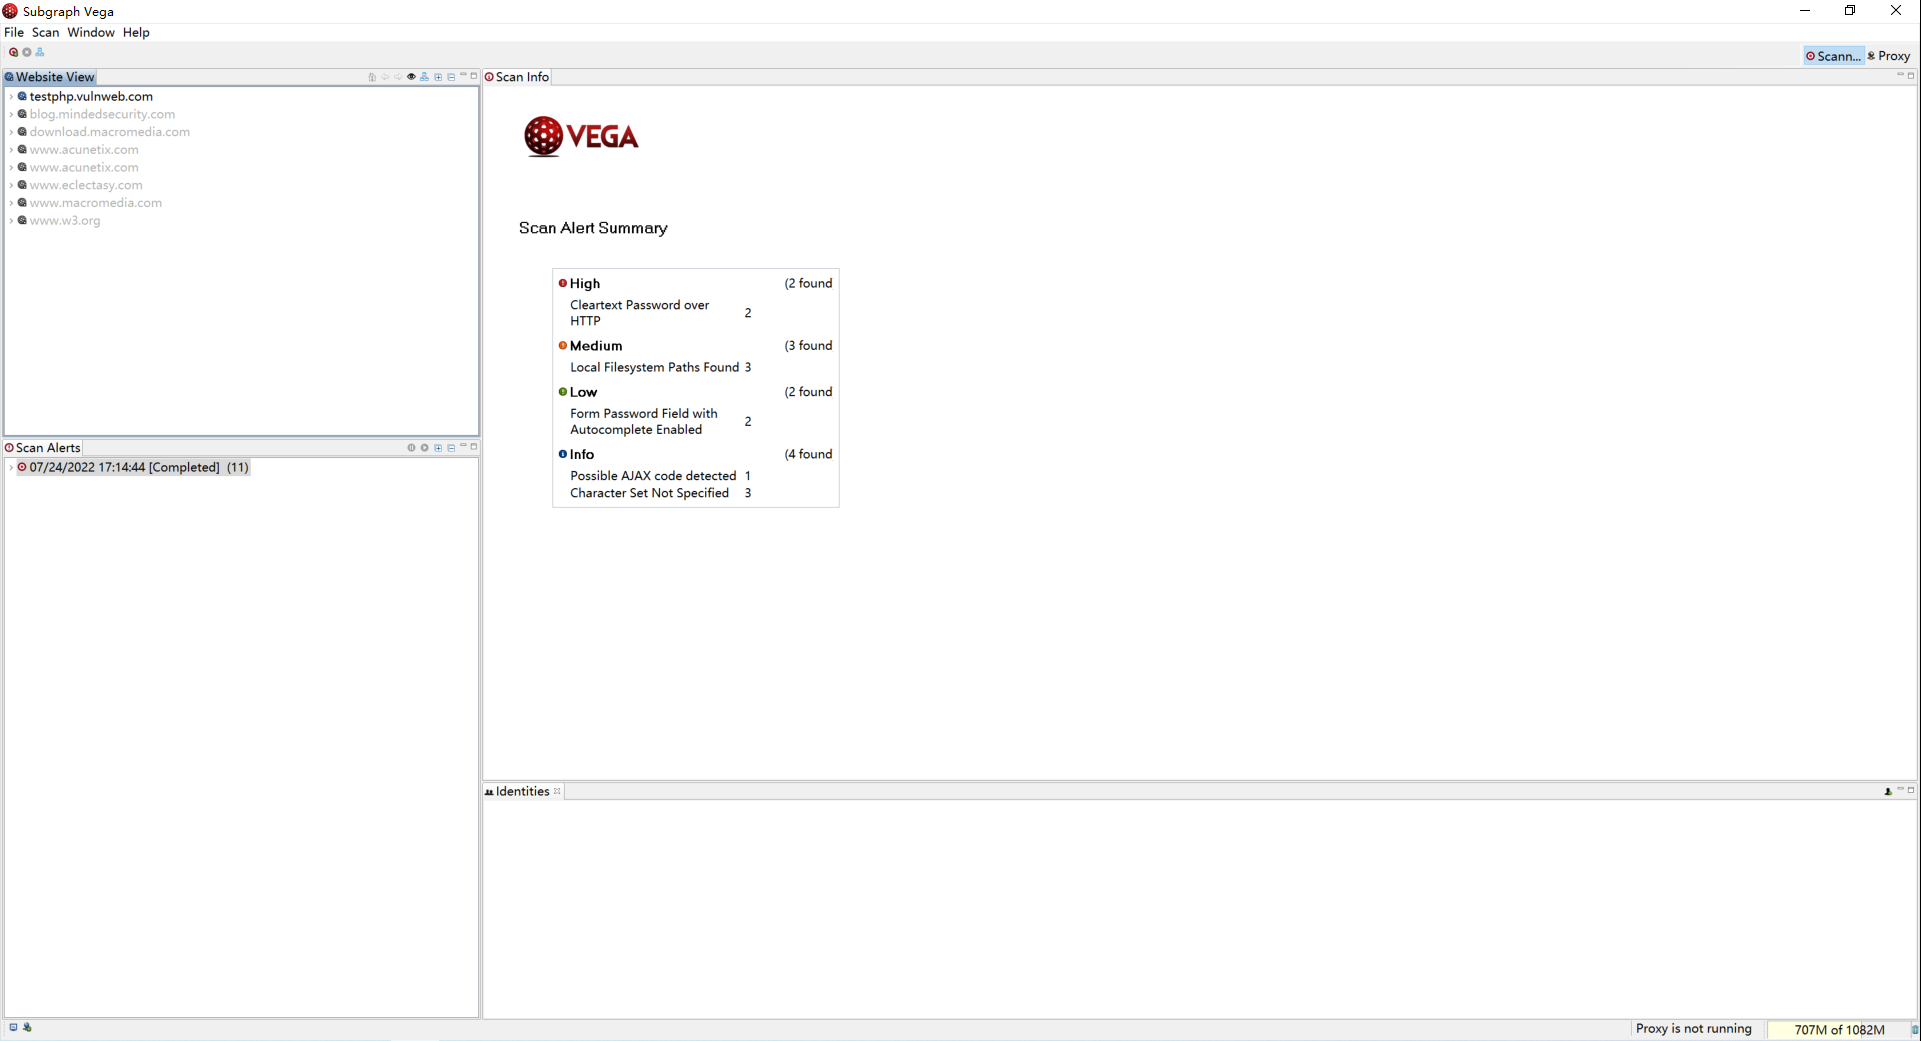 Subgraph Vega
File Scan Window Help
Scann... Proxy
Website View
testphp.vulnweb.com
blog.mindedsecurity.com
download.macromedia.com
www.acunetix.com
www.acunetix.com
www.eclectasy.com
www.macromedia.com
www.w3.org
Scan Alerts
07/24/2022 17:14:44 [Completed] (11)
Scan Info
VEGA
Scan Alert Summary
High (2 found
Cleartext Password over
HTTP 2
Medium (3 found
Local Filesystem Paths Found 3
Low (2 found
Form Password Field with
Autocomplete Enabled 2
Info (4 found
Possible AJAX code detected 1
Character Set Not Specified 3
Identities
Proxy is not running 707M of 1082M